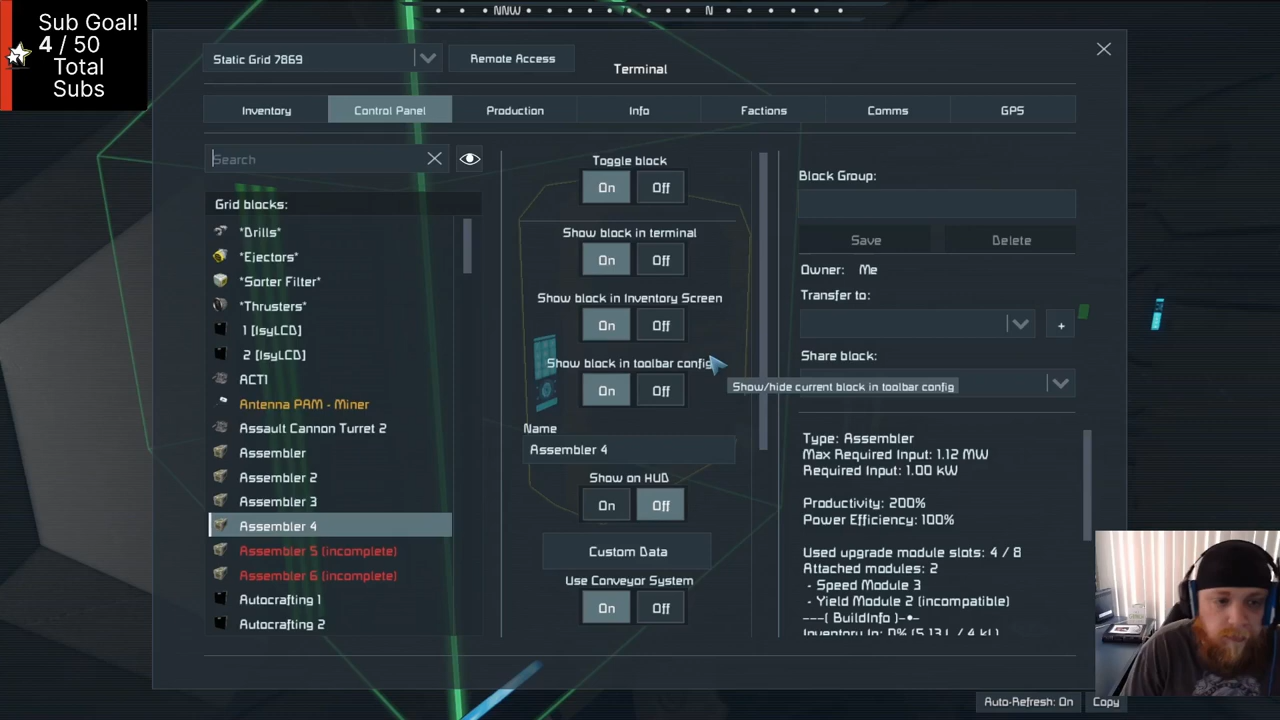 NNW N
Sub Goal!
4 / 50
Total
Subs
Static Grid 7869
Remote Access
Terminal
Inventory
Control Panel
Production
Info
Factions
Comms
GPS
Search
Grid blocks:
*Drills*
*Ejectors*
*Sorter Filter*
*Thrusters*
1 [IsyLCD]
2 [IsyLCD]
ACT1
Antenna PAM - Miner
Assault Cannon Turret 2
Assembler
Assembler 2
Assembler 3
Assembler 4
Assembler 5 (incomplete)
Assembler 6 (incomplete)
Autocrafting 1
Autocrafting 2
Toggle block
On Off
Show block in terminal
On Off
Show block in Inventory Screen
On Off
Show block in toolbar config
On Off
Show/hide current block in toolbar config
Name
Assembler 4
Show on HUD
On Off
Custom Data
Use Conveyor System
On Off
Block Group:
Save Delete
Owner: Me
Transfer to:
+
Share block:
Type: Assembler
Max Required Input: 1.12 MW
Required Input: 1.00 kW
Productivity: 200%
Power Efficiency: 100%
Used upgrade module slots: 4 / 8
Attached modules: 2
- Speed Module 3
- Yield Module 2 (incompatible)
---( BuildInfo )-•-
Inventory In: 0% (5.13 L / 4 kL)
Auto-Refresh: On Copy